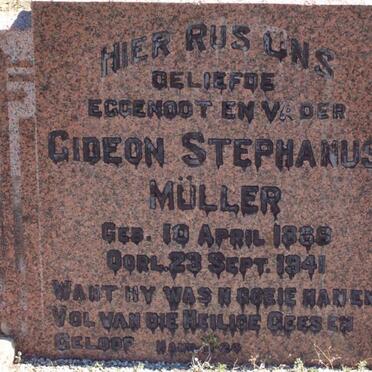 HIER RUS ONS
GELIEFDE
EGGENOOT EN VADER
GIDEON STEPHANUS
MÜLLER
GEB. 10 APRIL
OORL. 23 SEPT. 1941
WANT HY WAS N GOEIE MAN EN
VOL VAN DIE HEILIGE GEES EN
GELOOF HAND.